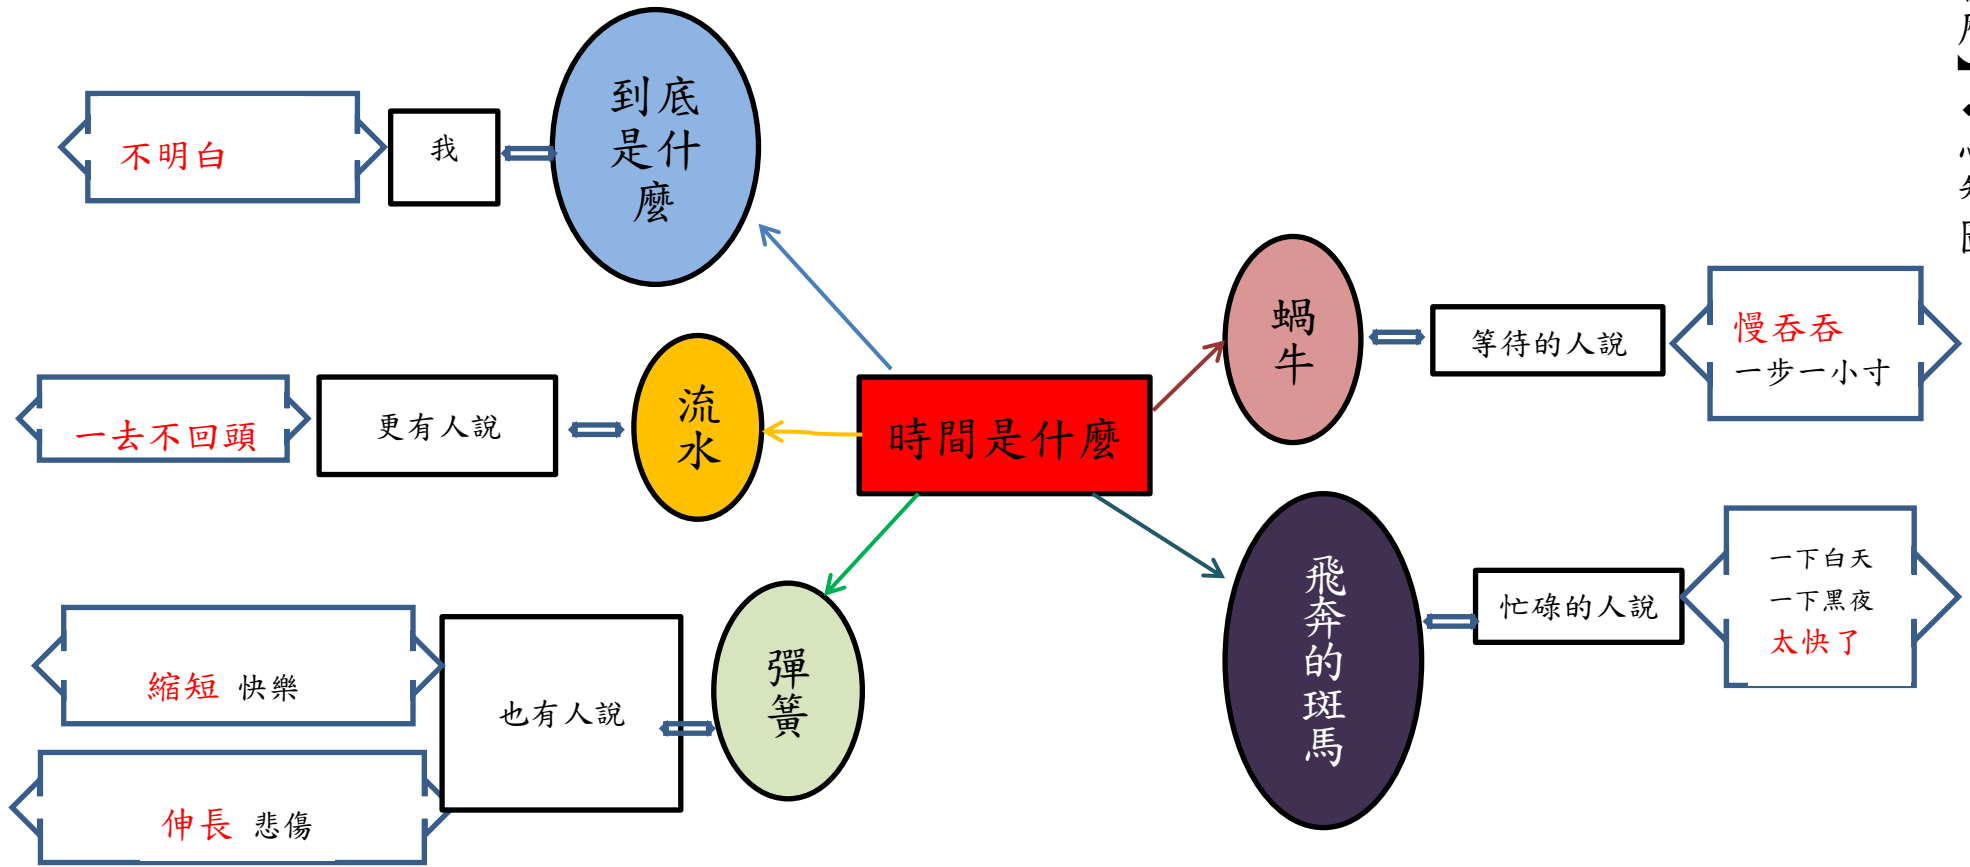 時間是什麼
蝸
牛
等待的人說
慢吞吞
一步一小寸
飛
奔
的
斑
馬
忙碌的人說
一下白天
一下黑夜
太快了
彈
簧
也有人說
縮短 快樂
伸長 悲傷
流
水
更有人說
一去不回頭
到底
是什
麼
我
不明白